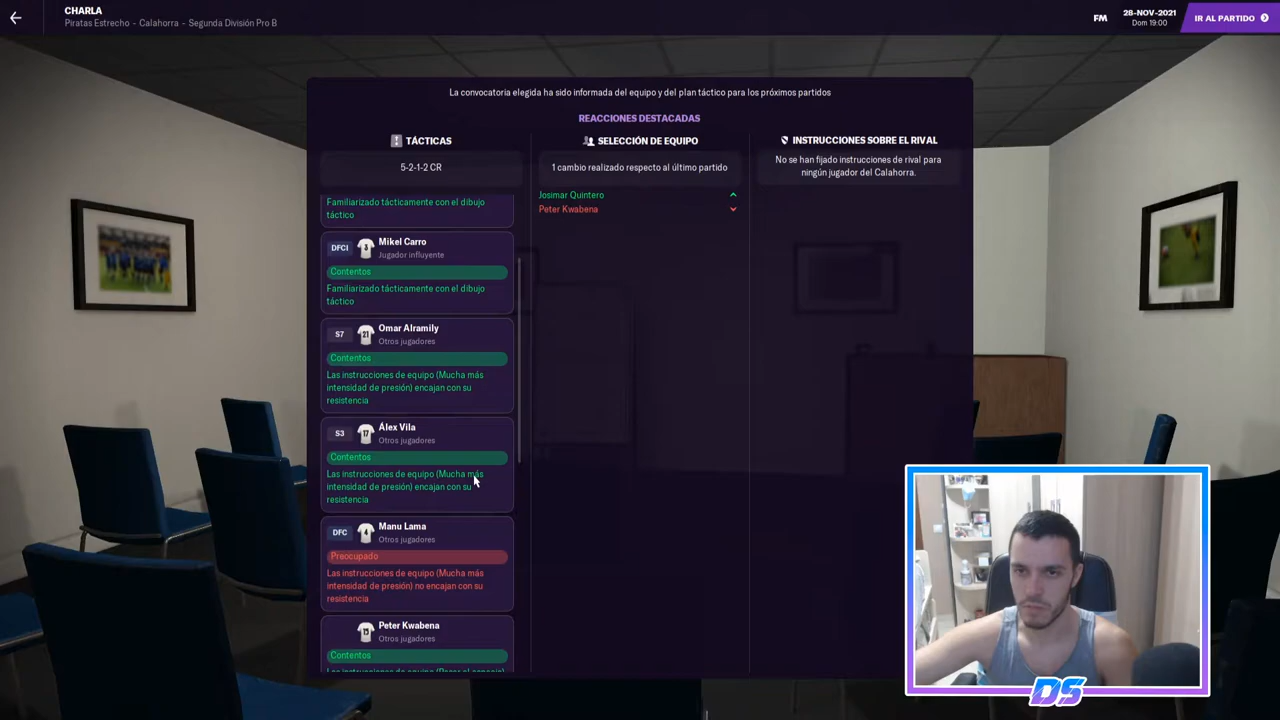 CHARLA
Piratas Estrecho - Calahorra - Segunda División Pro B
FM
28-NOV-2021
Dom 19:00
IR AL PARTIDO
La convocatoria elegida ha sido informada del equipo y del plan táctico para los próximos partidos
REACCIONES DESTACADAS
TÁCTICAS
5-2-1-2 CR
Familiarizado tácticamente con el dibujo
táctico
DFCI
3
Mikel Carro
Jugador influyente
Contentos
Familiarizado tácticamente con el dibujo
táctico
S7
21
Omar Alramily
Otros jugadores
Contentos
Las instrucciones de equipo (Mucha más
intensidad de presión) encajan con su
resistencia
S3
17
Álex Vila
Otros jugadores
Contentos
Las instrucciones de equipo (Mucha más
intensidad de presión) encajan con su
resistencia
DFC
4
Manu Lama
Otros jugadores
Preocupado
Las instrucciones de equipo (Mucha más
intensidad de presión) no encajan con su
resistencia
Peter Kwabena
Otros jugadores
Contentos
SELECCIÓN DE EQUIPO
1 cambio realizado respecto al último partido
Josimar Quintero
Peter Kwabena
INSTRUCCIONES SOBRE EL RIVAL
No se han fijado instrucciones de rival para
ningún jugador del Calahorra.
DS